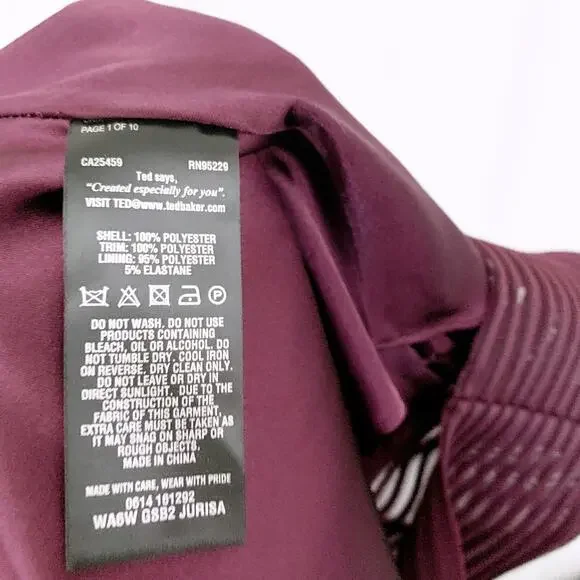 PAGE 1 OF 10
CA25459 RN95229
Ted says,
"Created especially for you".
VISIT TED@www.tedbaker.com
SHELL: 100% POLYESTER
TRIM: 100% POLYESTER
LINING: 95% POLYESTER
5% ELASTANE
P
DO NOT WASH. DO NOT USE
PRODUCTS CONTAINING
BLEACH, OIL OR ALCOHOL. DO
NOT TUMBLE DRY. COOL IRON
ON REVERSE. DRY CLEAN ONLY.
DO NOT LEAVE OR DRY IN
DIRECT SUNLIGHT. DUE TO THE
CONSTRUCTION OF THE
FABRIC OF THIS GARMENT,
EXTRA CARE MUST BE TAKEN AS
IT MAY SNAG ON SHARP OR
ROUGH OBJECTS.
MADE IN CHINA
MADE WITH CARE, WEAR WITH PRIDE
0614 101292
WA6W GSB2 JURISA